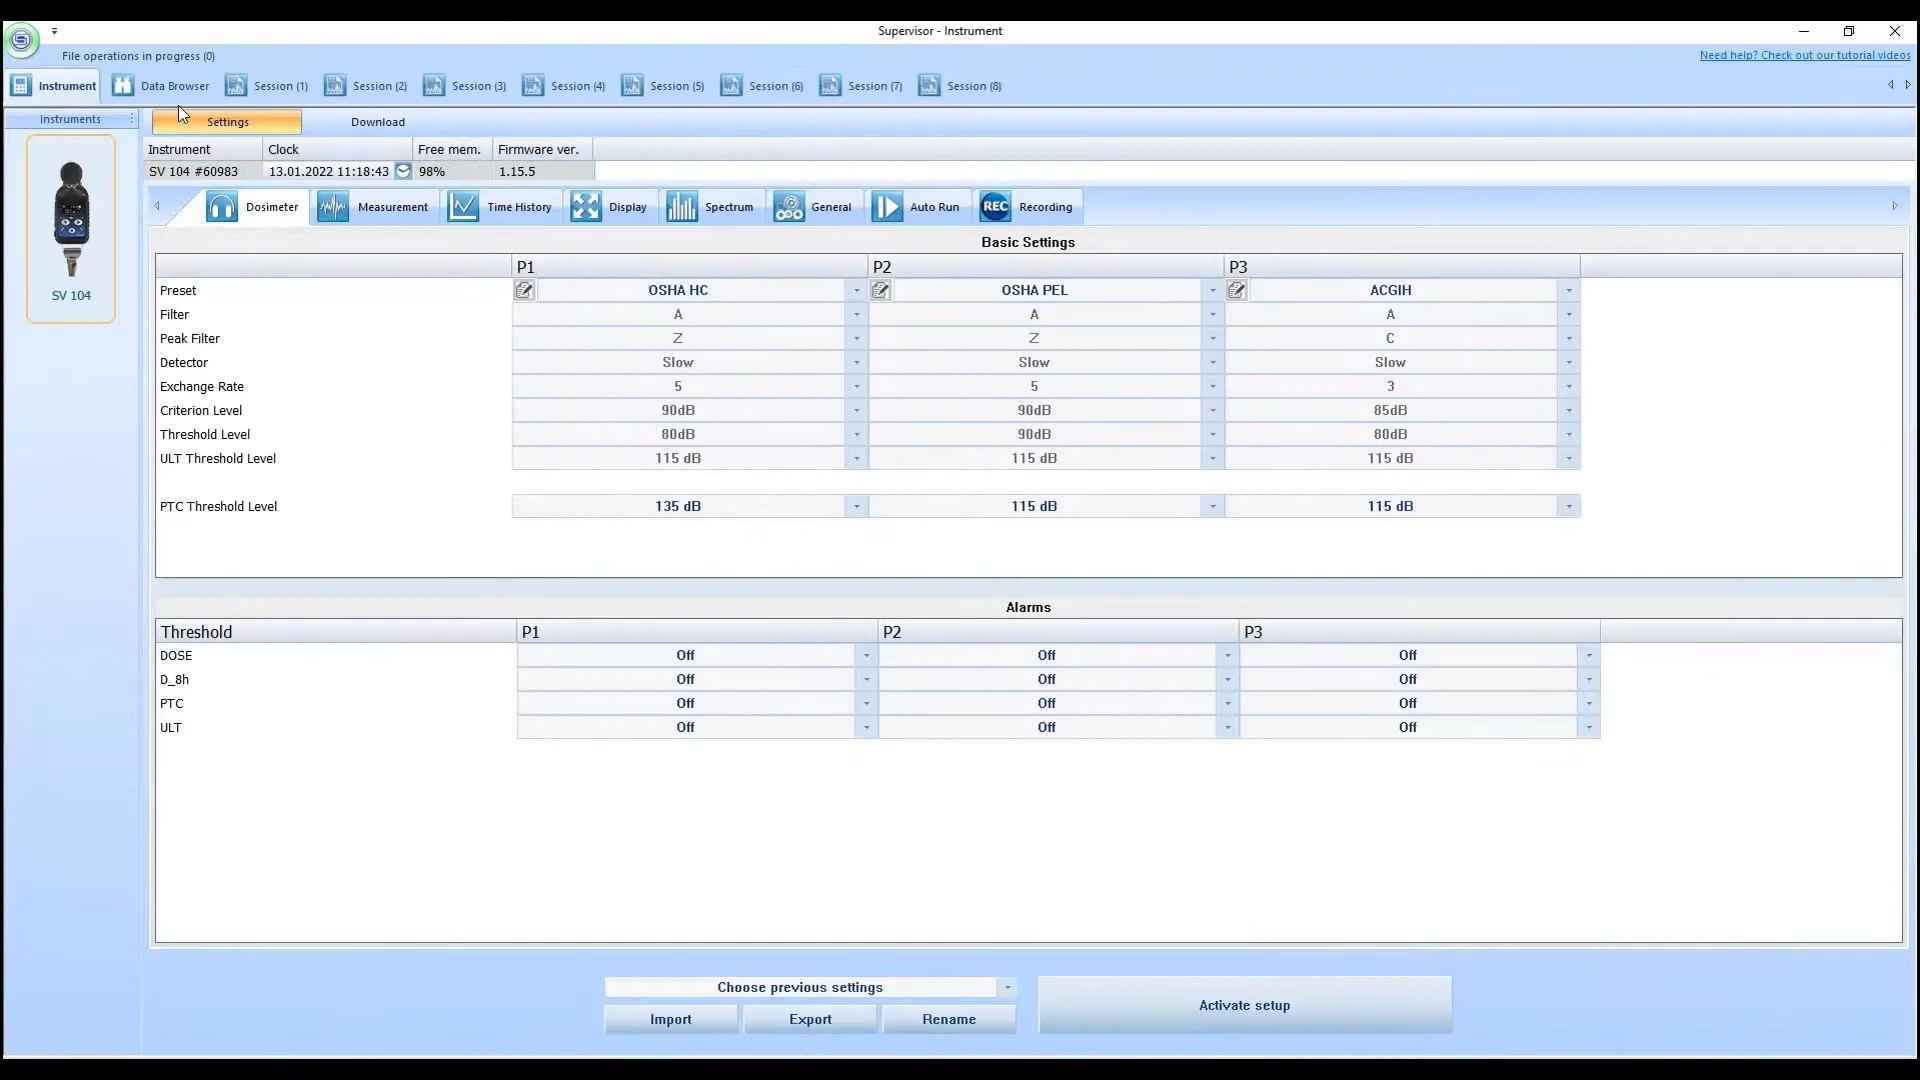 Supervisor - Instrument
File operations in progress (0)
Need help? Check out our tutorial videos
Instrument Data Browser Session (1) Session (2) Session (3) Session (4) Session (5) Session (6) Session (7) Session (8)
Instruments Settings Download
Instrument Clock Free mem. Firmware ver.
SV 104 #60983 13.01.2022 11:18:43 98% 1.15.5
Dosimeter Measurement Time History Display Spectrum General Auto Run REC Recording
SV 104
Basic Settings
P1 P2 P3
Preset OSHA HC OSHA PEL ACGIH
Filter A A A
Peak Filter Z Z C
Detector Slow Slow Slow
Exchange Rate 5 5 3
Criterion Level 90dB 90dB 85dB
Threshold Level 80dB 90dB 80dB
ULT Threshold Level 115 dB 115 dB 115 dB
PTC Threshold Level 135 dB 115 dB 115 dB
Alarms
Threshold P1 P2 P3
DOSE Off Off Off
D_8h Off Off Off
PTC Off Off Off
ULT Off Off Off
Choose previous settings
Import Export Rename
Activate setup